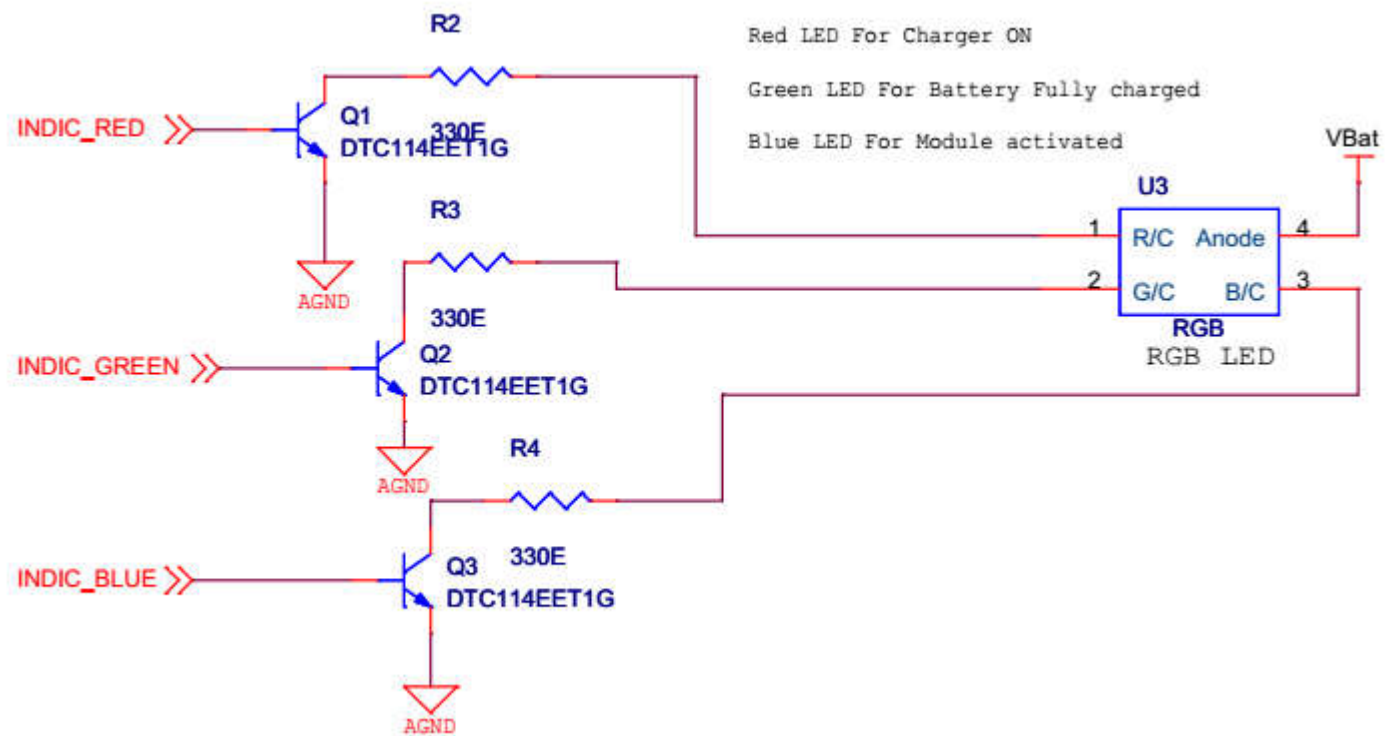 R2
Red LED For Charger ON
Green LED For Battery Fully charged
Blue LED For Module activated
INDIC_RED
Q1
330E
DTC114EET1G
VBat
U3
R3
1
R/C
Anode
4
AGND
2
G/C
B/C
3
330E
RGB
RGB LED
INDIC_GREEN
Q2
DTC114EET1G
R4
AGND
330E
INDIC_BLUE
Q3
DTC114EET1G
AGND